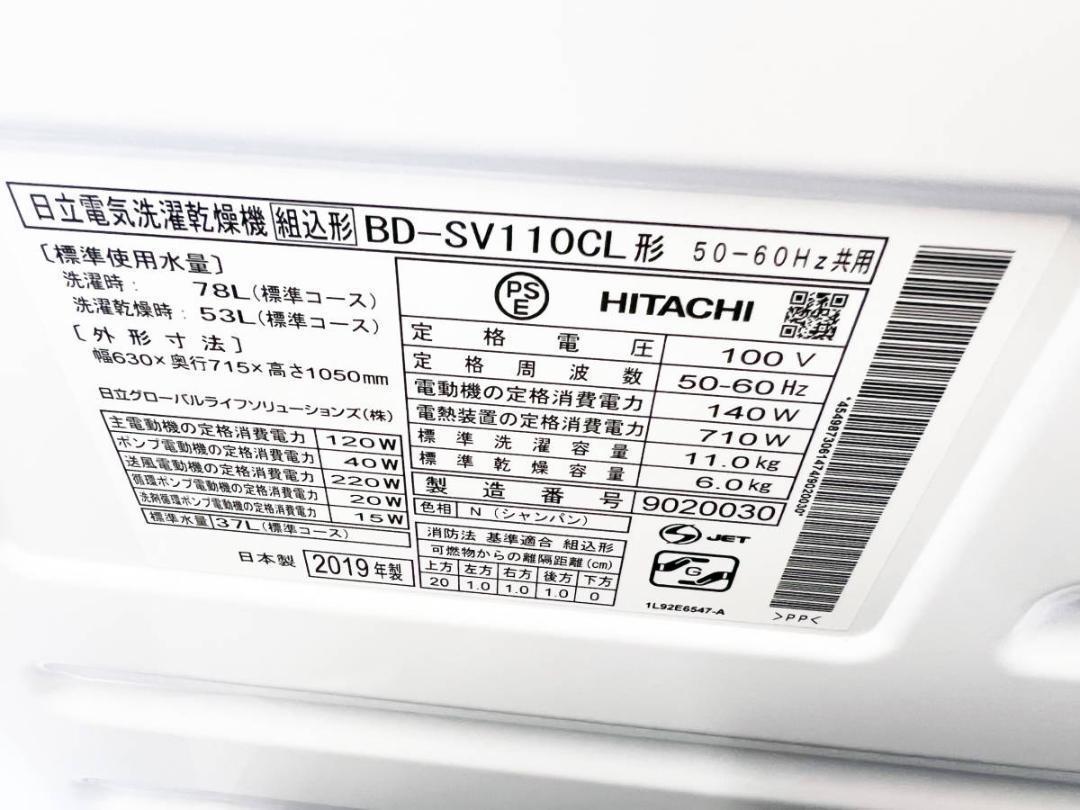 日立電気洗濯乾燥機 組込形 BD-SV110CL形 50-60Hz共用
[標準使用水量]
洗濯時: 78L(標準コース)
洗濯乾燥時: 53L(標準コース)
[外形寸法]
幅630×奥行715×高さ1050mm
日立グローバルライフソリューションズ(株)
主電動機の定格消費電力 120W
ポンプ電動機の定格消費電力 40W
送風電動機の定格消費電力 220W
循環ポンプ電動機の定格消費電力 20W
洗剤循環ポンプ電動機の定格消費電力 15W
標準水量 37L(標準コース)
日本製 2019年製
PSE HITACHI
定格電圧 100V
定格周波数 50-60Hz
電動機の定格消費電力 140W
電熱装置の定格消費電力 710W
標準洗濯容量 11.0kg
標準乾燥容量 6.0kg
製造番号 9020030
色相 N(シャンパン)
消防法 基準適合 組込形
可燃物からの離隔距離(cm)
上方 左方 右方 後方 下方
20 1.0 1.0 1.0 0
JET
G
1L92E6547-A
>PP<
*4549873061474/9020030*